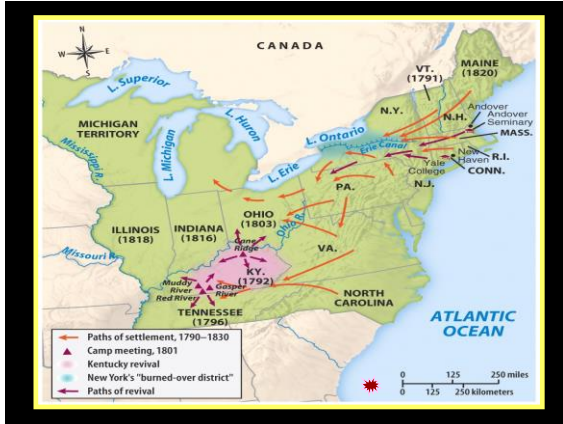 CANADA
N
W
E
S
MAINE
(1820)
VT.
(1791)
L. Superior
N.H.
Andover
Andover
Seminary
N.Y.
MASS.
L. Huron
L. Ontario
Erie Canal
MICHIGAN
TERRITORY
L. Michigan
Mississippi R.
L. Erie
New
Haven
R.I.
Yale
College
CONN.
PA.
N.J.
OHIO
(1803)
Ohio R.
ILLINOIS
(1818)
INDIANA
(1816)
Cane
Ridge
VA.
Missouri R.
KY.
(1792)
Muddy
River
Red River
Gasper
River
NORTH
CAROLINA
TENNESSEE
(1796)
ATLANTIC
OCEAN
Paths of settlement, 1790–1830
Camp meeting, 1801
Kentucky revival
New York's "burned-over district"
Paths of revival
0 125 250 miles
0 125 250 kilometers